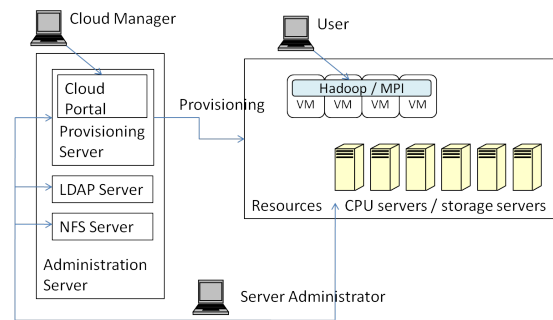 Cloud Manager
User
Cloud
Portal
Provisioning
Server
Provisioning
Hadoop / MPI
VM VM VM VM
LDAP Server
NFS Server
Resources CPU servers / storage servers
Administration
Server
Server Administrator